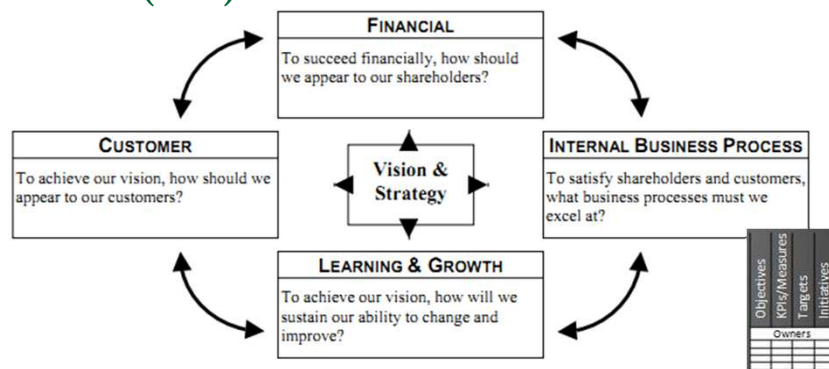 FINANCIAL
To succeed financially, how should
we appear to our shareholders?
CUSTOMER
To achieve our vision, how should we
appear to our customers?
Vision &
Strategy
INTERNAL BUSINESS PROCESS
To satisfy shareholders and customers,
what business processes must we
excel at?
LEARNING & GROWTH
To achieve our vision, how will we
sustain our ability to change and
improve?
Objectives
KPIs/Measures
Targets
Initiatives
Owners